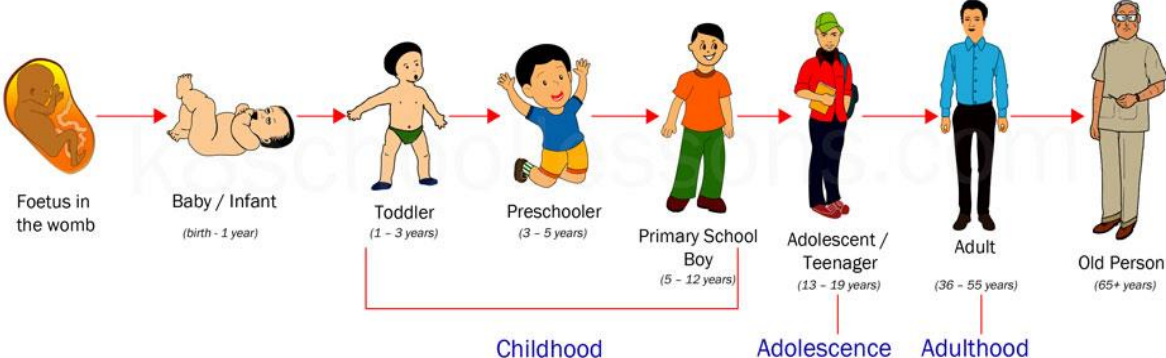 Foetus in
the womb
Baby / Infant
(birth - 1 year)
Toddler
(1 – 3 years)
Preschooler
(3 – 5 years)
Primary School
Boy
(5 – 12 years)
Adolescent /
Teenager
(13 – 19 years)
Adult
(36 – 55 years)
Old Person
(65+ years)
Childhood
Adolescence
Adulthood
k8schoollessons.com